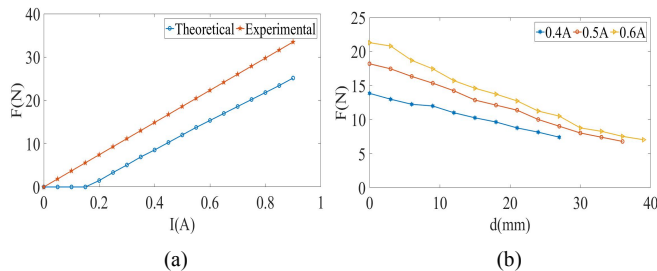 Theoretical Experimental
40
30
20
10
0
F(N)
0 0.2 0.4 0.6 0.8 1
I(A)
(a)
0.4A 0.5A 0.6A
25
20
15
10
5
0
F(N)
0 10 20 30 40
d(mm)
(b)